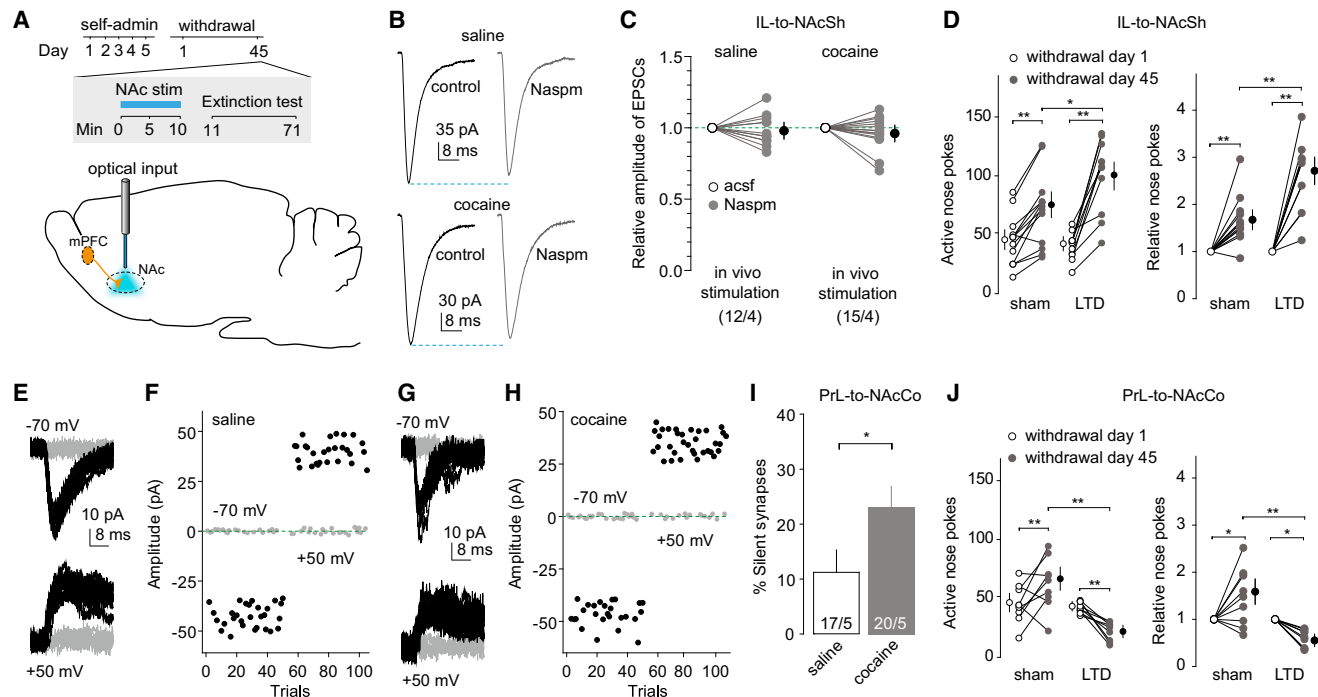 A
self-admin
withdrawal
Day 1 2 3 4 5 1 45
NAc stim
Extinction test
Min 0 5 10 11 71
optical input
mPFC
NAc
B
saline
control
Naspm
35 pA
8 ms
cocaine
control
Naspm
30 pA
8 ms
C
IL-to-NAcSh
saline
cocaine
Relative amplitude of EPSCs
1.5
1.0
0.5
0.0
acsf
Naspm
in vivo stimulation (12/4)
in vivo stimulation (15/4)
D
IL-to-NAcSh
withdrawal day 1
withdrawal day 45
Active nose pokes
150
100
50
0
** * **
sham LTD
Relative nose pokes
4
3
2
1
0
** ** **
sham LTD
E
-70 mV
10 pA
8 ms
+50 mV
F
saline
Amplitude (pA)
50
25
0
-25
-50
-70 mV
+50 mV
0 20 40 60 80 100
Trials
G
-70 mV
10 pA
8 ms
+50 mV
H
cocaine
Amplitude (pA)
50
25
0
-25
-50
-70 mV
+50 mV
0 20 40 60 80 100
Trials
I
PrL-to-NAcCo
% Silent synapses
40
30
20
10
0
*
17/5
20/5
saline
cocaine
J
PrL-to-NAcCo
withdrawal day 1
withdrawal day 45
Active nose pokes
150
100
50
0
** ** **
sham LTD
Relative nose pokes
4
3
2
1
0
* ** *
sham LTD